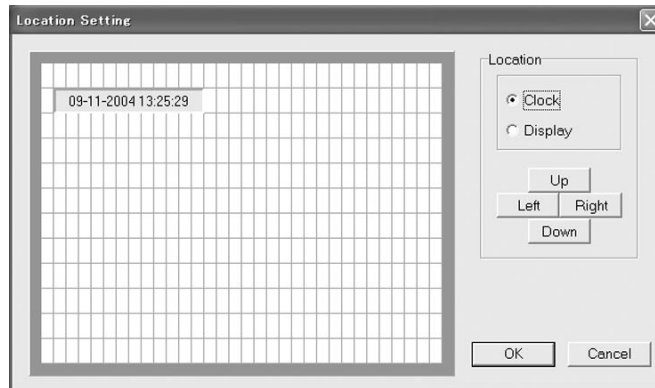 Location Setting
09-11-2004 13:25:29
Location
Clock
Display
Up
Left Right
Down
OK Cancel